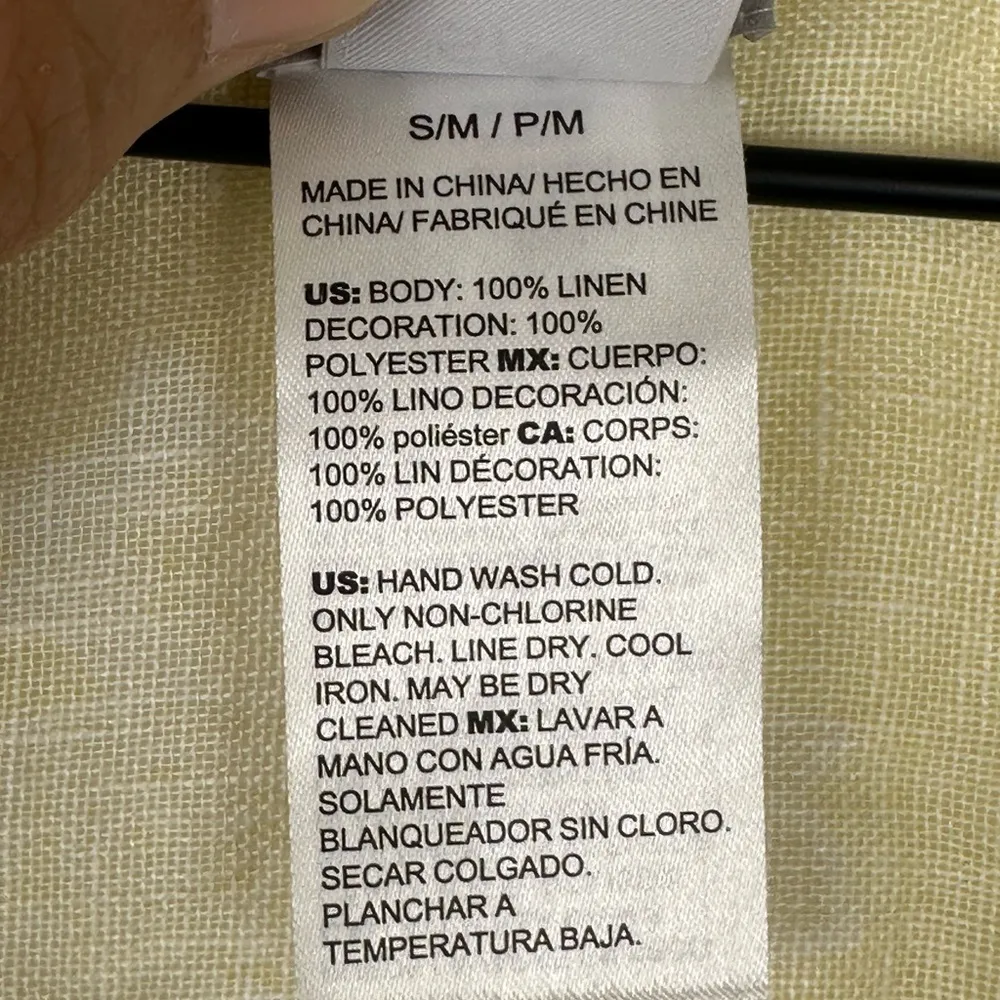 S/M / P/M
MADE IN CHINA/ HECHO EN
CHINA/ FABRIQUÉ EN CHINE
US: BODY: 100% LINEN
DECORATION: 100%
POLYESTER MX: CUERPO:
100% LINO DECORACIÓN:
100% poliéster CA: CORPS:
100% LIN DÉCORATION:
100% POLYESTER
US: HAND WASH COLD.
ONLY NON-CHLORINE
BLEACH. LINE DRY. COOL
IRON. MAY BE DRY
CLEANED MX: LAVAR A
MANO CON AGUA FRÍA.
SOLAMENTE
BLANQUEADOR SIN CLORO.
SECAR COLGADO.
PLANCHAR A
TEMPERATURA BAJA.